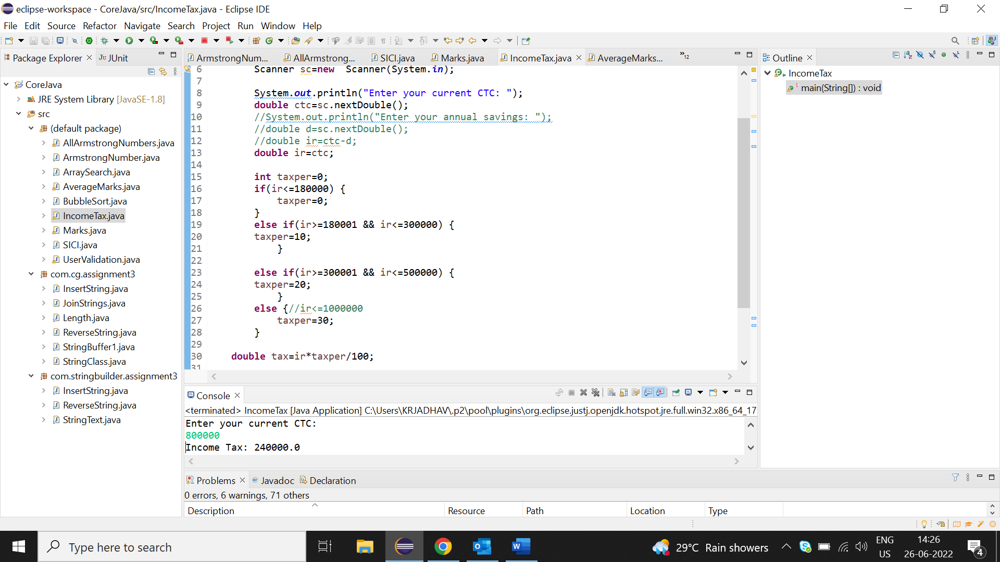 eclipse-workspace - CoreJava/src/IncomeTax.java - Eclipse IDE
File Edit Source Refactor Navigate Search Project Run Window Help
Package Explorer
JUnit
CoreJava
JRE System Library [JavaSE-1.8]
src
(default package)
AllArmstrongNumbers.java
ArmstrongNumber.java
ArraySearch.java
AverageMarks.java
BubbleSort.java
IncomeTax.java
Marks.java
SICI.java
UserValidation.java
com.cg.assignment3
InsertString.java
JoinStrings.java
Length.java
ReverseString.java
StringBuffer1.java
StringClass.java
com.stringbuilder.assignment3
InsertString.java
ReverseString.java
StringText.java
ArmstrongNum... AllArmstrong... SICI.java Marks.java IncomeTax.java AverageMarks... »12
6 Scanner sc=new  Scanner(System.in);
7
8 System.out.println("Enter your current CTC: ");
9 double ctc=sc.nextDouble();
10 //System.out.println("Enter your annual savings: ");
11 //double d=sc.nextDouble();
12 //double ir=ctc-d;
13 double ir=ctc;
14
15 int taxper=0;
16 if(ir<=180000) {
17 taxper=0;
18 }
19 else if(ir>=180001 && ir<=300000) {
20 taxper=10;
21 }
22
23 else if(ir>=300001 && ir<=500000) {
24 taxper=20;
25 }
26 else {//ir<=1000000
27 taxper=30;
28 }
29
30 double tax=ir*taxper/100;
31
Console
<terminated> IncomeTax [Java Application] C:\Users\KRJADHAV\.p2\pool\plugins\org.eclipse.justj.openjdk.hotspot.jre.full.win32.x86_64_17
Enter your current CTC:
800000
Income Tax: 240000.0
Problems Javadoc Declaration
0 errors, 6 warnings, 71 others
Description Resource Path Location Type
Outline
IncomeTax
main(String[]) : void
Type here to search
29°C Rain showers
ENG
US
14:26
26-06-2022
4